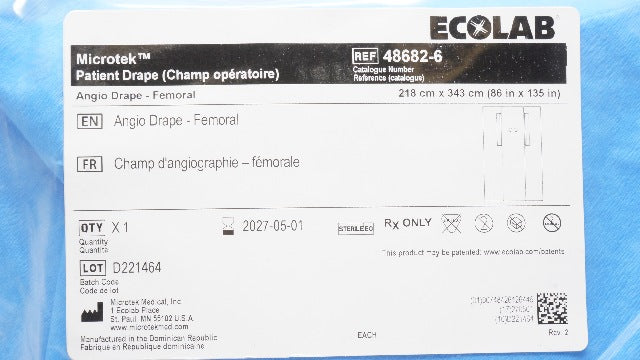 ECOLAB
Microtek™
Patient Drape (Champ opératoire)
REF 48682-6
Catalogue Number
Reference (catalogue)
Angio Drape - Femoral
218 cm x 343 cm (86 in x 135 in)
EN Angio Drape - Femoral
FR Champ d'angiographie – fémorale
QTY X 1
Quantity
Quantité
2027-05-01
STERILE EO
Rx ONLY
This product may be patented: www.ecolab.com/patents
LOT D221464
Batch Code
Code de lot
Microtek Medical, Inc
1 Ecolab Place
St. Paul, MN 55102 U.S.A.
www.microtekmed.com
Manufactured in the Dominican Republic
Fabriqué en République dominicaine
EACH
(10)D221464
Rev. 2